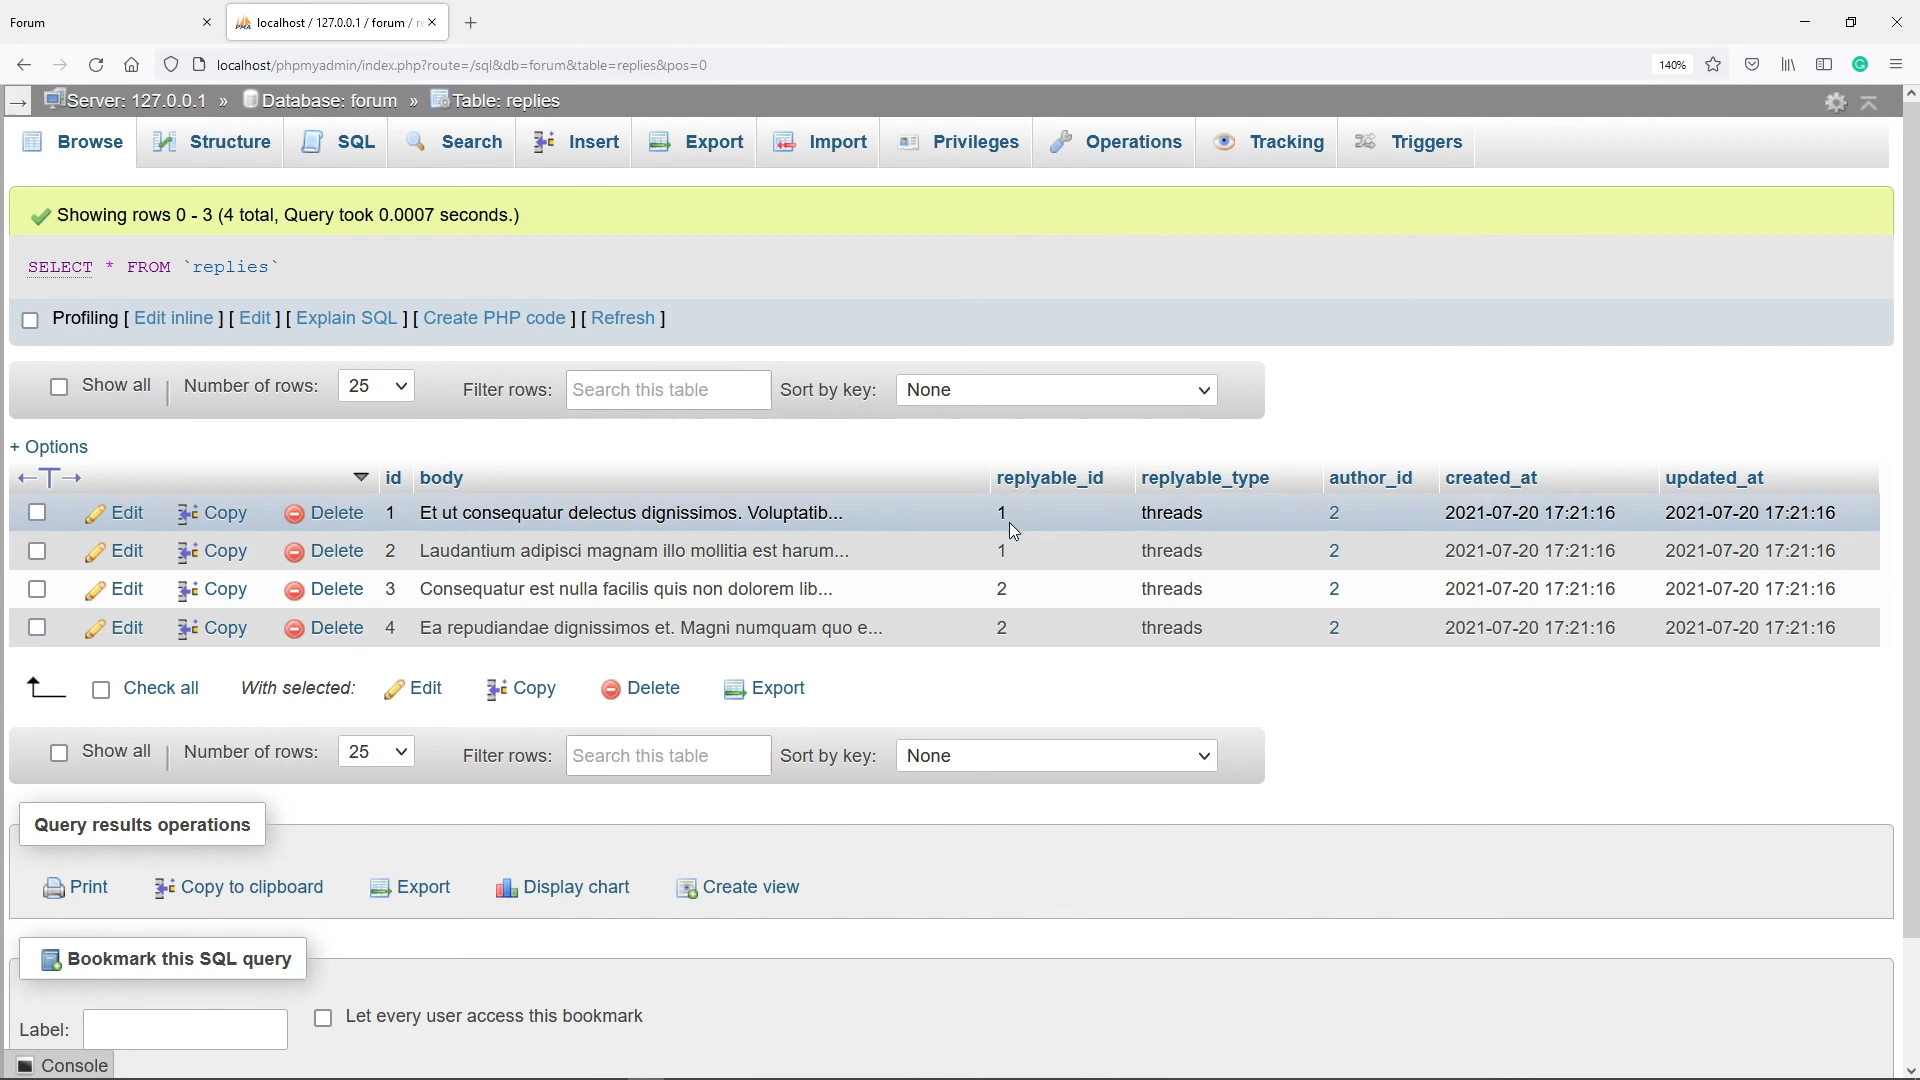 Forum
localhost / 127.0.0.1 / forum / re
localhost/phpmyadmin/index.php?route=/sql&db=forum&table=replies&pos=0
140%
Server: 127.0.0.1 » Database: forum » Table: replies
Browse Structure SQL Search Insert Export Import Privileges Operations Tracking Triggers
Showing rows 0 - 3 (4 total, Query took 0.0007 seconds.)
SELECT * FROM `replies`
Profiling [ Edit inline ] [ Edit ] [ Explain SQL ] [ Create PHP code ] [ Refresh ]
Show all | Number of rows: 25 Filter rows: Search this table Sort by key: None
+ Options
id body replyable_id replyable_type author_id created_at updated_at
Edit Copy Delete 1 Et ut consequatur delectus dignissimos. Voluptatib... 1 threads 2 2021-07-20 17:21:16 2021-07-20 17:21:16
Edit Copy Delete 2 Laudantium adipisci magnam illo mollitia est harum... 1 threads 2 2021-07-20 17:21:16 2021-07-20 17:21:16
Edit Copy Delete 3 Consequatur est nulla facilis quis non dolorem lib... 2 threads 2 2021-07-20 17:21:16 2021-07-20 17:21:16
Edit Copy Delete 4 Ea repudiandae dignissimos et. Magni numquam quo e... 2 threads 2 2021-07-20 17:21:16 2021-07-20 17:21:16
Check all With selected: Edit Copy Delete Export
Show all | Number of rows: 25 Filter rows: Search this table Sort by key: None
Query results operations
Print Copy to clipboard Export Display chart Create view
Bookmark this SQL query
Label: Let every user access this bookmark
Console